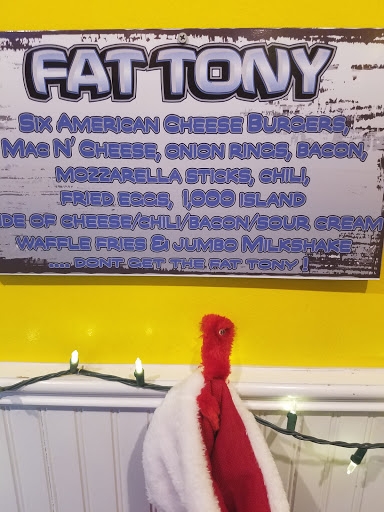 FAT TONY
SIX AMERICAN CHEESE BURGERS,
MAC N' CHEESE, ONION RINGS, BACON,
MOZZARELLA STICKS, CHILI,
FRIED EGGS, 1,000 ISLAND
OF CHEESE/CHILI/BACON/SOUR CREAM
WAFFLE FRIES & JUMBO MILKSHAKE
.... DONT GET THE FAT TONY !